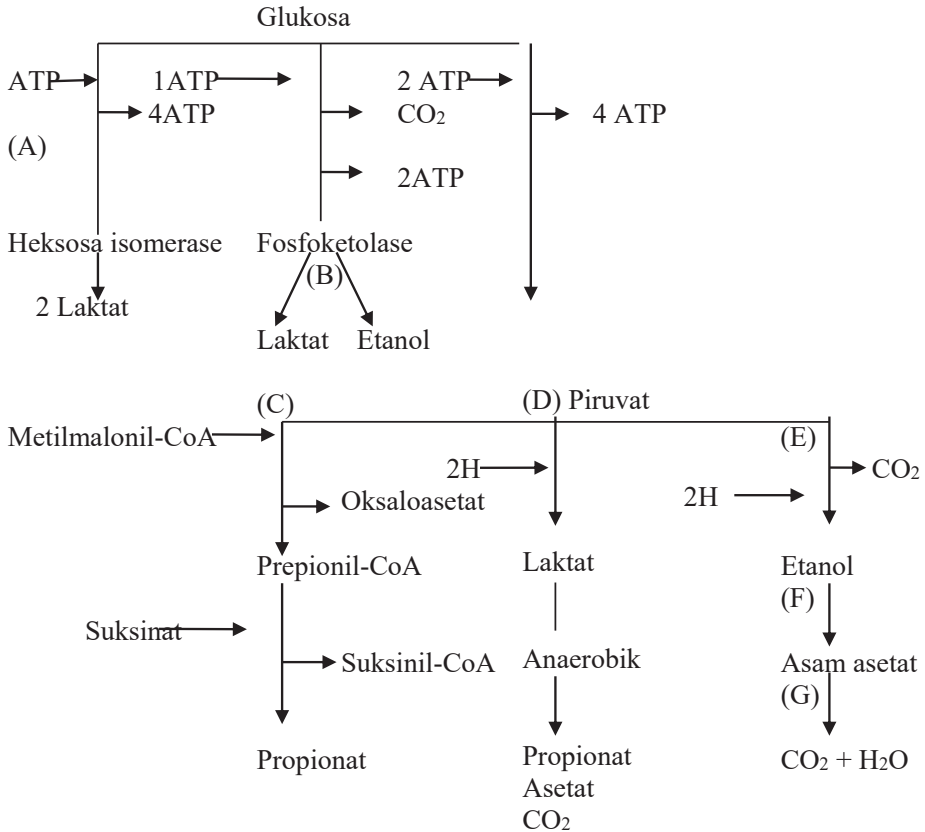 Glukosa
ATP 1ATP 2 ATP
4ATP CO2 4 ATP
(A)
2ATP
Heksosa isomerase Fosfoketolase
(B)
2 Laktat
Laktat Etanol
(C) (D) Piruvat
Metilmalonil-CoA (E)
2H CO2
Oksaloasetat 2H
Prepionil-CoA Laktat Etanol
(F)
Suksinat
Suksinil-CoA Anaerobik Asam asetat
(G)
Propionat Propionat CO2 + H2O
Asetat
CO2